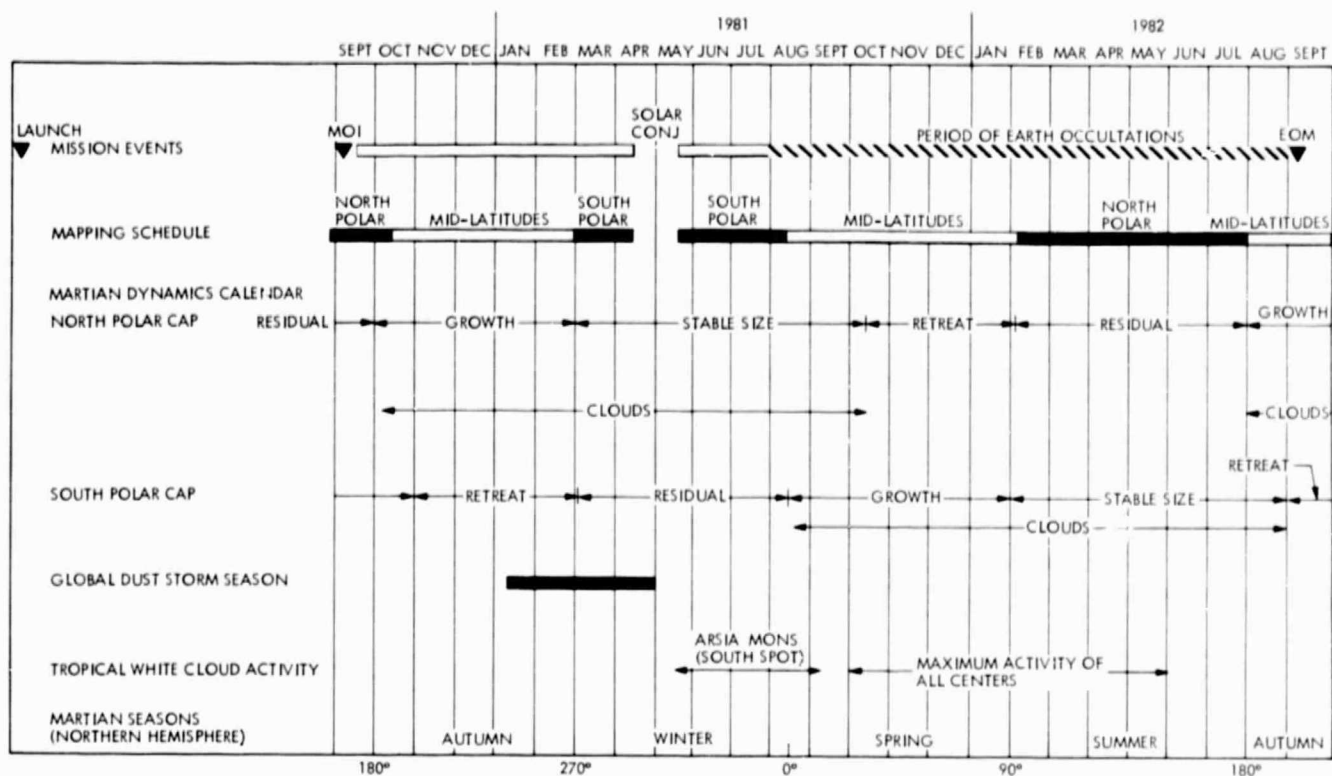 1981
1982
SEPT OCT NOV DEC JAN FEB MAR APR MAY JUN JUL AUG SEPT OCT NOV DEC JAN FEB MAR APR MAY JUN JUL AUG SEPT
LAUNCH
MISSION EVENTS
MOI
SOLAR
CONJ
PERIOD OF EARTH OCCULTATIONS
EOM
MAPPING SCHEDULE
NORTH
POLAR
MID-LATITUDES
SOUTH
POLAR
SOUTH
POLAR
MID-LATITUDES
NORTH
POLAR
MID-LATITUDES
MARTIAN DYNAMICS CALENDAR
NORTH POLAR CAP
RESIDUAL
GROWTH
STABLE SIZE
RETREAT
RESIDUAL
GROWTH
CLOUDS
CLOUDS
SOUTH POLAR CAP
RETREAT
RESIDUAL
GROWTH
STABLE SIZE
RETREAT
CLOUDS
GLOBAL DUST STORM SEASON
TROPICAL WHITE CLOUD ACTIVITY
ARSIA MONS
(SOUTH SPOT)
MAXIMUM ACTIVITY OF
ALL CENTERS
MARTIAN SEASONS
(NORTHERN HEMISPHERE)
AUTUMN
WINTER
SPRING
SUMMER
AUTUMN
180°
270°
0°
90°
180°